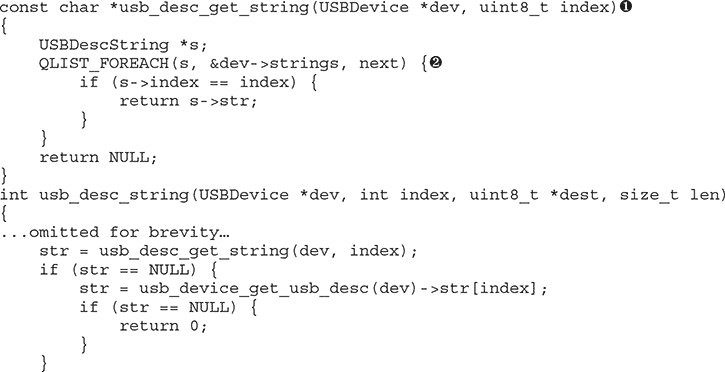 const char *usb_desc_get_string(USBDevice *dev, uint8_t index)❶
{
    USBDescString *s;
    QLIST_FOREACH(s, &dev->strings, next) {❷
        if (s->index == index) {
            return s->str;
        }
    }
    return NULL;
}
int usb_desc_string(USBDevice *dev, int index, uint8_t *dest, size_t len)
{
...omitted for brevity…
    str = usb_desc_get_string(dev, index);
    if (str == NULL) {
        str = usb_device_get_usb_desc(dev)->str[index];
        if (str == NULL) {
            return 0;
        }
    }